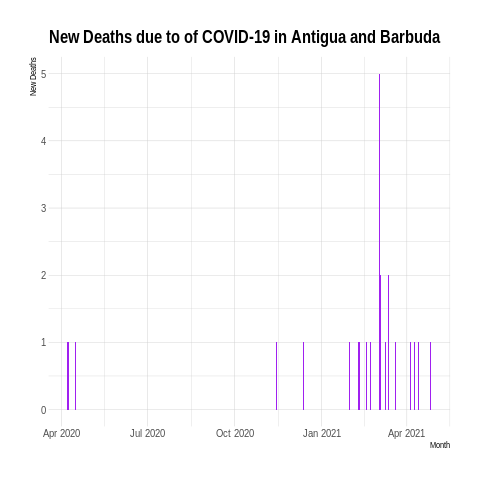 New Deaths due to of COVID-19 in Antigua and Barbuda
New Deaths
5
4
3
2
1
0
Apr 2020 Jul 2020 Oct 2020 Jan 2021 Apr 2021
Month